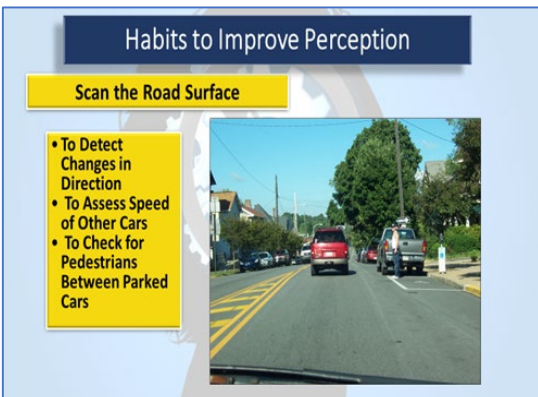 Habits to Improve Perception
Scan the Road Surface
• To Detect
Changes in
Direction
• To Assess Speed
of Other Cars
• To Check for
Pedestrians
Between Parked
Cars